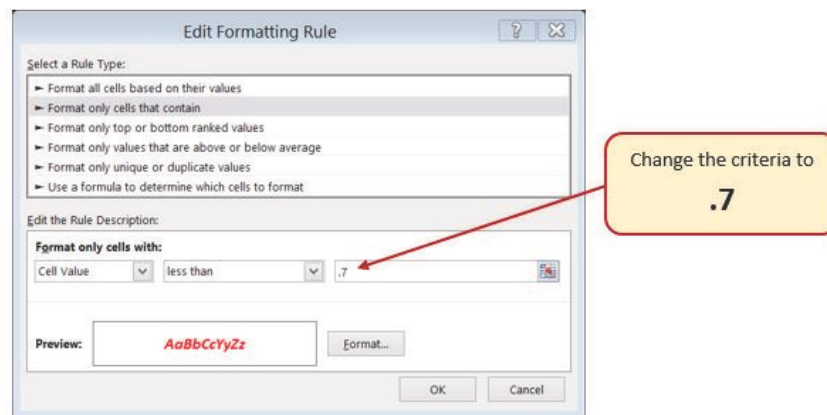 Edit Formatting Rule
Select a Rule Type:
► Format all cells based on their values
► Format only cells that contain
► Format only top or bottom ranked values
► Format only values that are above or below average
► Format only unique or duplicate values
► Use a formula to determine which cells to format
Edit the Rule Description:
Format only cells with:
Cell Value less than .7
Preview: AaBbCcYyZz Format...
OK Cancel
Change the criteria to
.7